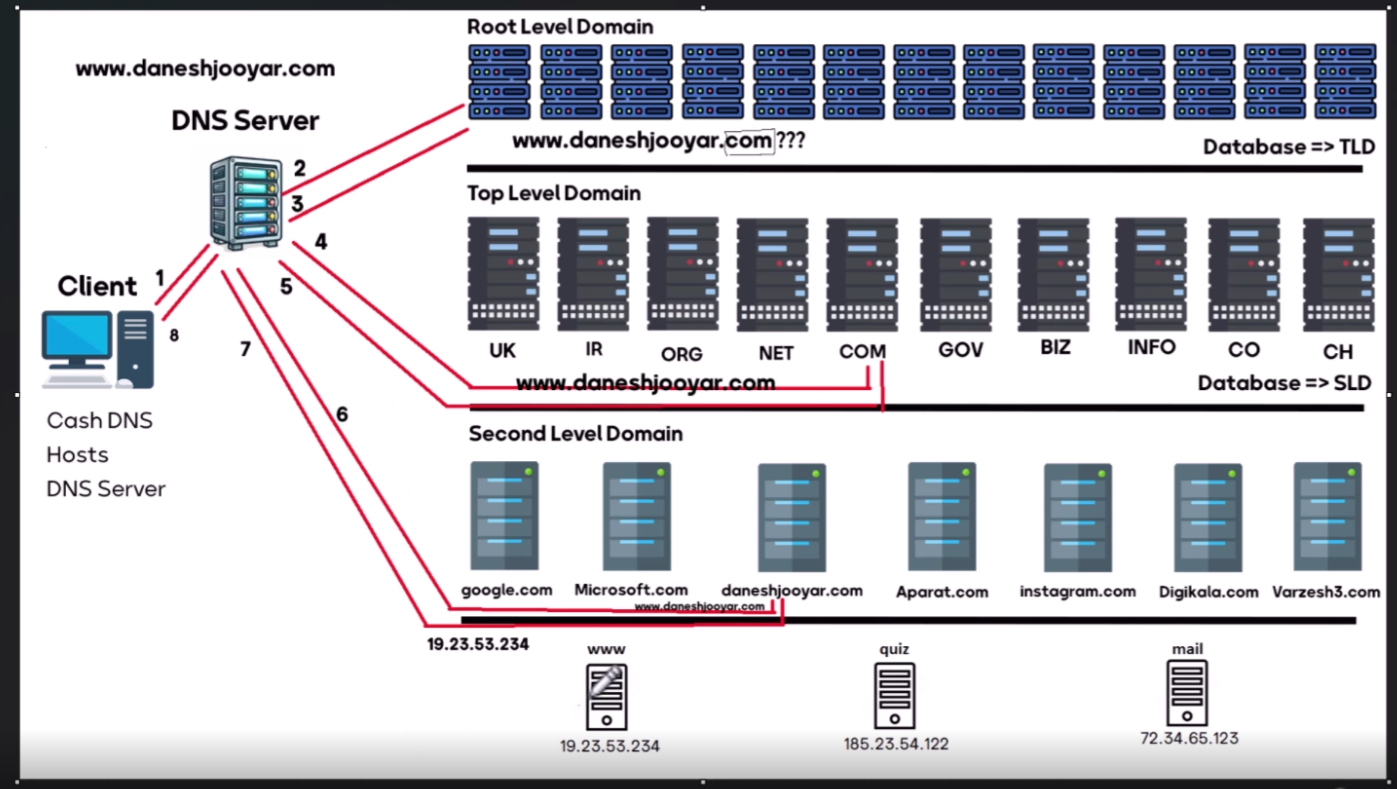 www.daneshjooyar.com
DNS Server
Root Level Domain
www.daneshjooyar.com ???
Database => TLD
2
3
4
5
1
8
7
6
Client
Cash DNS
Hosts
DNS Server
Top Level Domain
UK IR ORG NET COM GOV BIZ INFO CO CH
www.daneshjooyar.com
Database => SLD
Second Level Domain
google.com Microsoft.com daneshjooyar.com Aparat.com instagram.com Digikala.com Varzesh3.com
www.daneshjooyar.com
19.23.53.234
www quiz mail
19.23.53.234 185.23.54.122 72.34.65.123